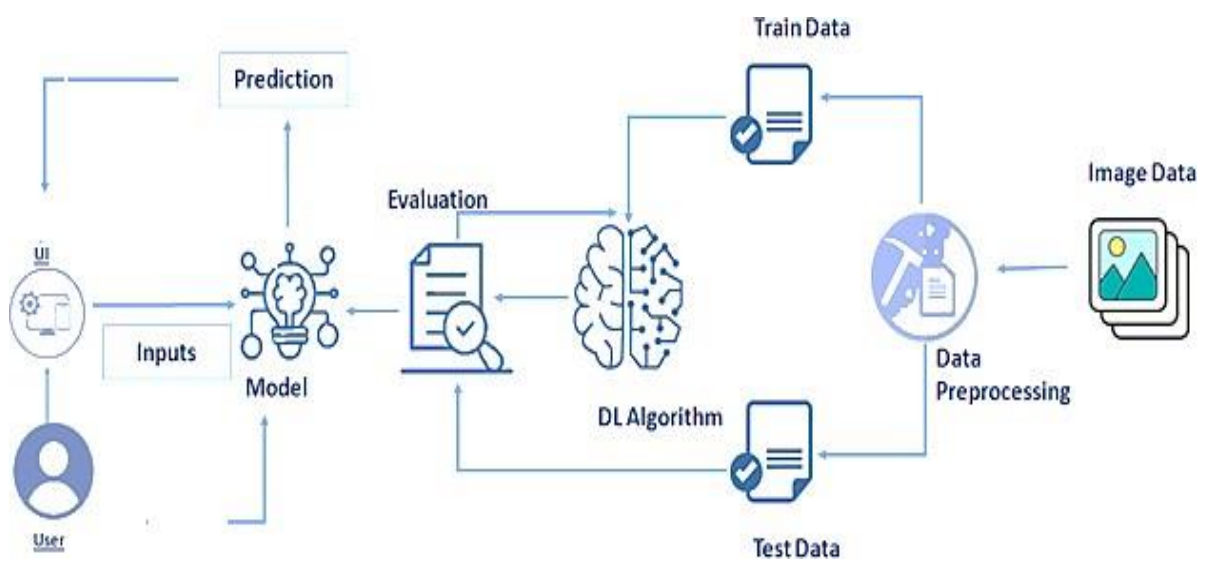 Train Data
Prediction
Image Data
Evaluation
UI
Inputs
Model
Data
Preprocessing
DL Algorithm
User
Test Data